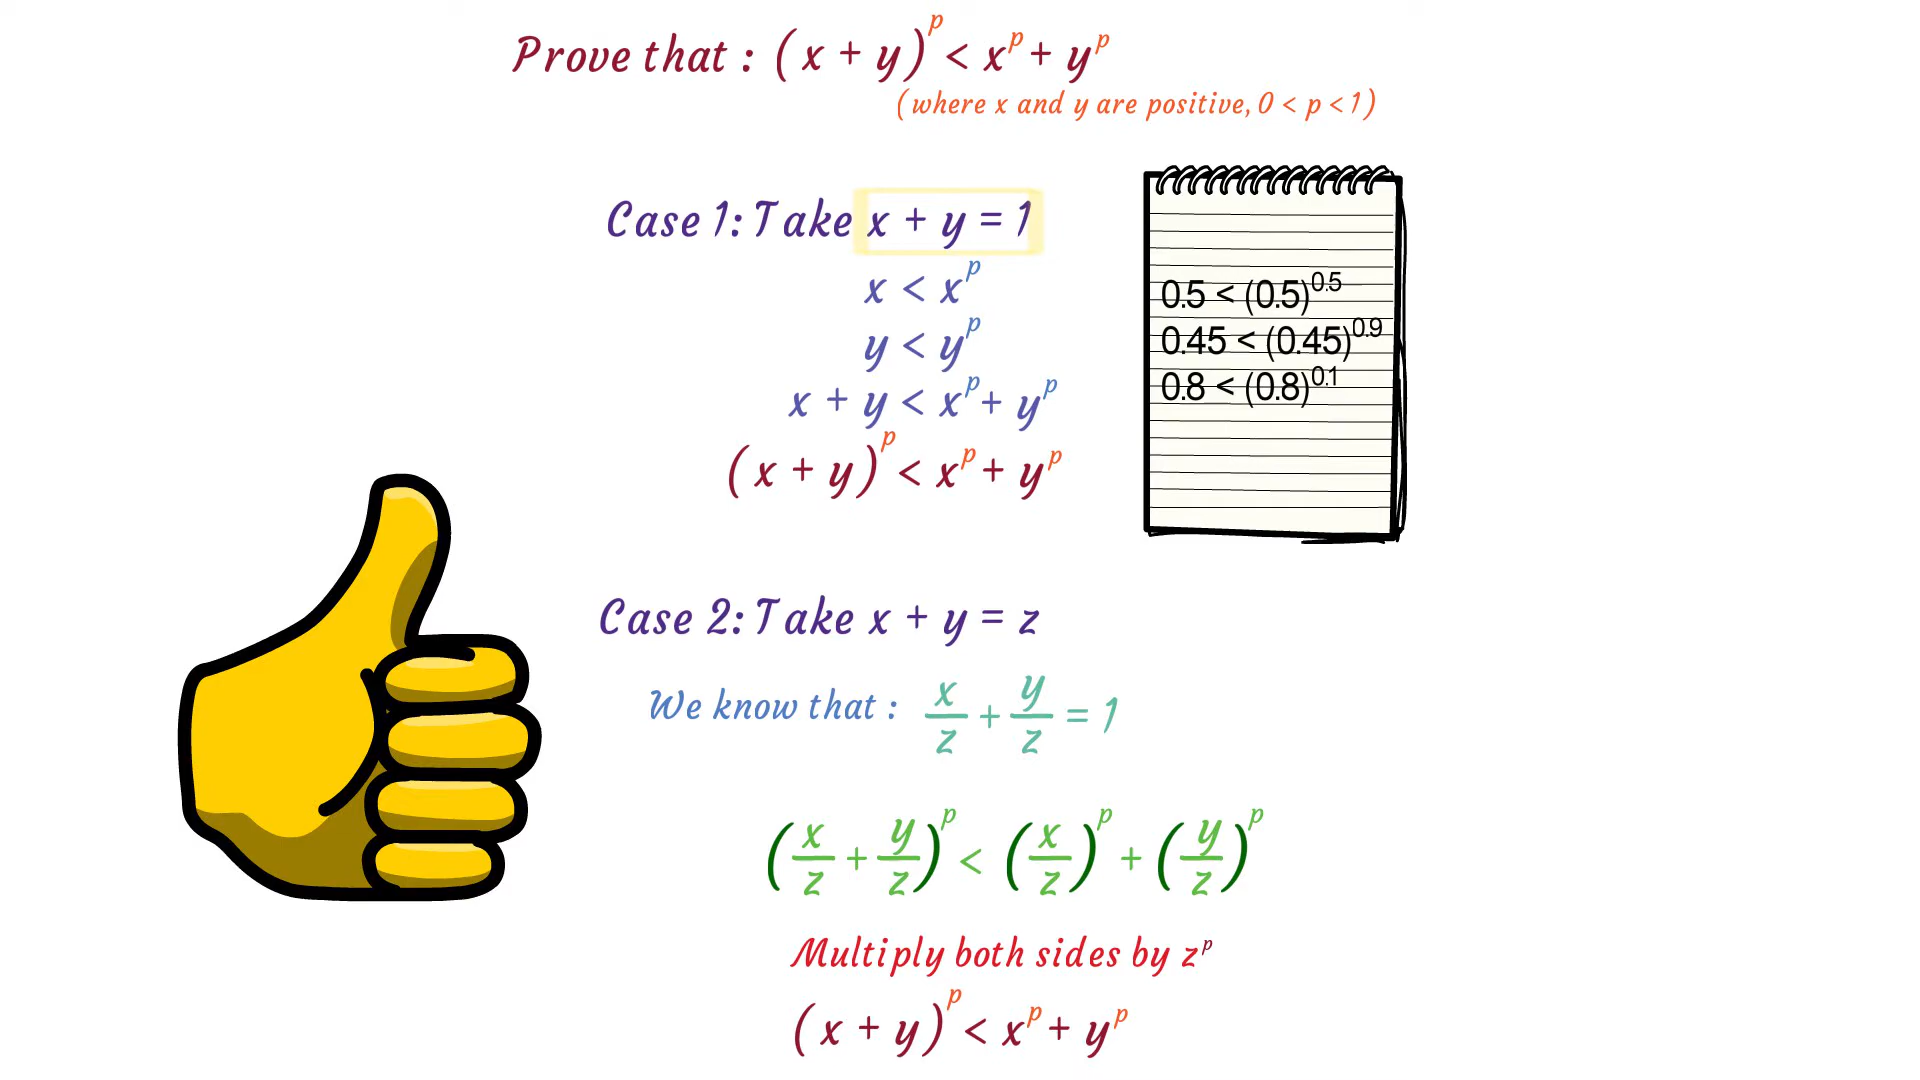 Prove that : (x + y)^p < x^p + y^p
(where x and y are positive, 0 < p < 1)
Case 1: Take x + y = 1
x < x^p
y < y^p
x + y < x^p + y^p
(x + y)^p < x^p + y^p
0.5 < (0.5)^0.5
0.45 < (0.45)^0.9
0.8 < (0.8)^0.1
Case 2: Take x + y = z
We know that : x/z + y/z = 1
(x/z + y/z)^p < (x/z)^p + (y/z)^p
Multiply both sides by z^p
(x + y)^p < x^p + y^p